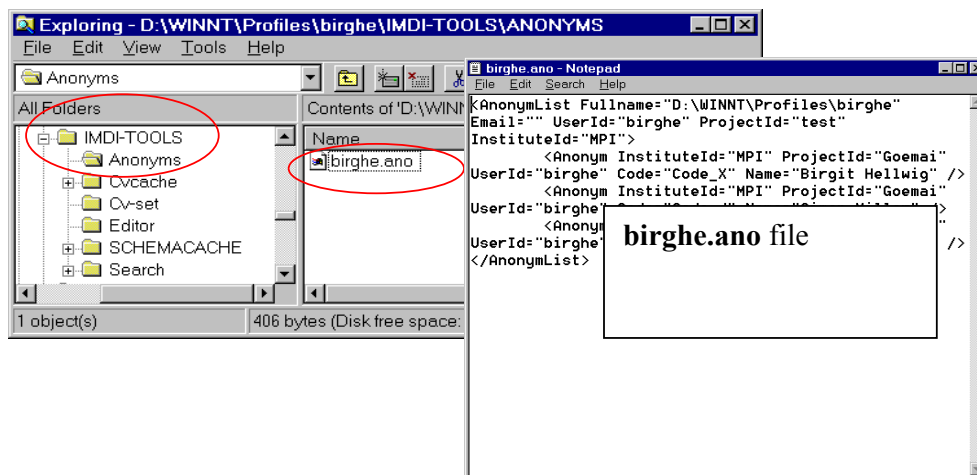 Exploring - D:\WINNT\Profiles\birghe\IMDI-TOOLS\ANONYMS
File Edit View Tools Help
Anonyms
All Folders
Contents of 'D:\WINN
IMDI-TOOLS
Anonyms
Cvcache
Cv-set
Editor
SCHEMACACHE
Search
Name
birghe.ano
1 object(s)
406 bytes (Disk free space:
birghe.ano - Notepad
File Edit Search Help
<AnonymList Fullname="D:\WINNT\Profiles\birghe"
Email="" UserId="birghe" ProjectId="test"
InstituteId="MPI">
<Anonym InstituteId="MPI" ProjectId="Goemai"
UserId="birghe" Code="Code_X" Name="Birgit Hellwig" />
<Anonym InstituteId="MPI" ProjectId="Goemai"
UserId="birghe" />
<Anonym "
UserId="birghe" />
</AnonymList>
birghe.ano file